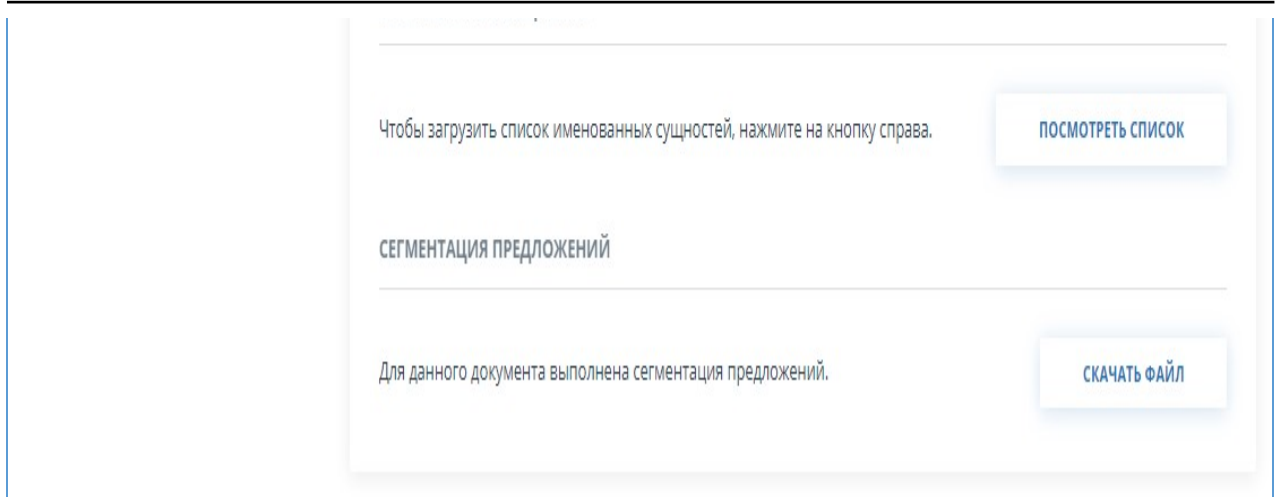 Чтобы загрузить список именованных сущностей, нажмите на кнопку справа.
ПОСМОТРЕТЬ СПИСОК
СЕГМЕНТАЦИЯ ПРЕДЛОЖЕНИЙ
Для данного документа выполнена сегментация предложений.
СКАЧАТЬ ФАЙЛ